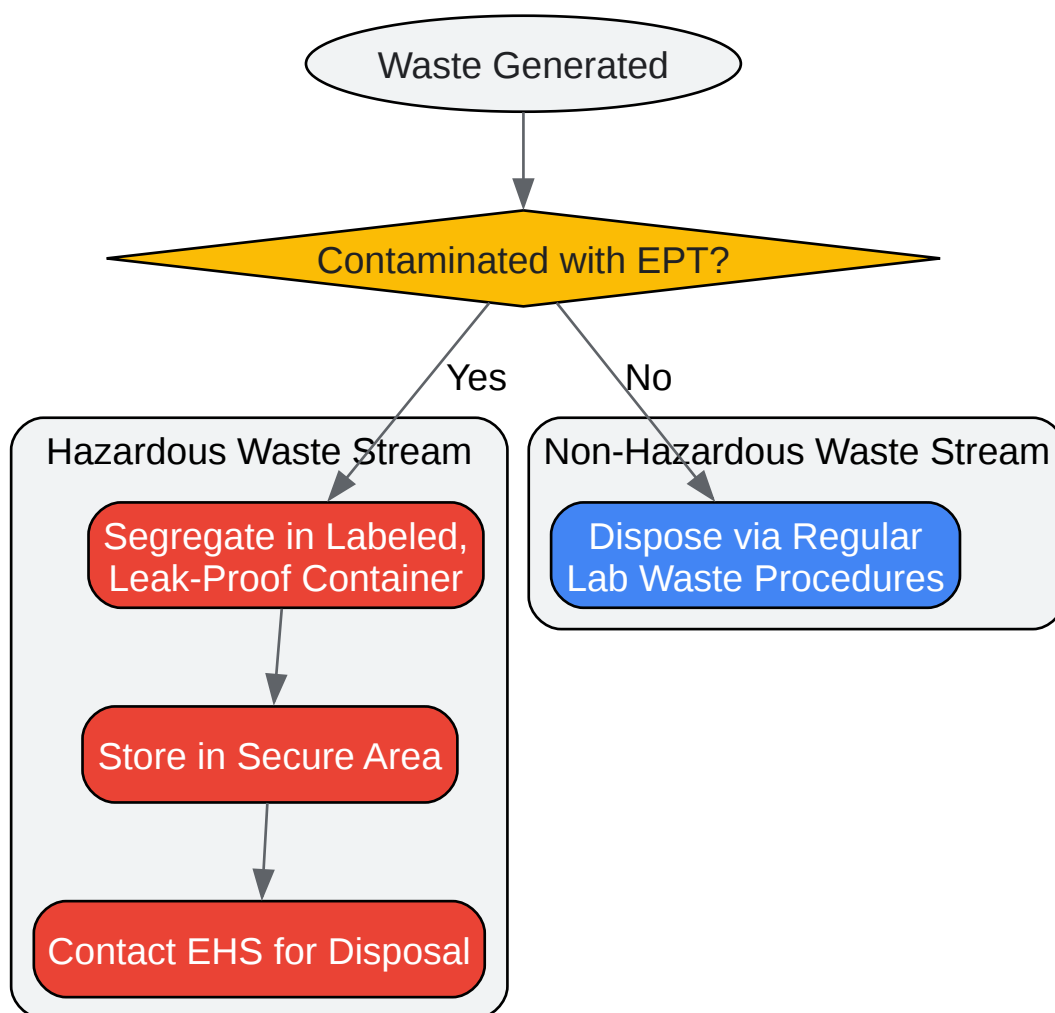 Waste Generated
Contaminated with EPT?
Yes
No
Hazardous Waste Stream
Segregate in Labeled,
Leak-Proof Container
Store in Secure Area
Contact EHS for Disposal
Non-Hazardous Waste Stream
Dispose via Regular
Lab Waste Procedures